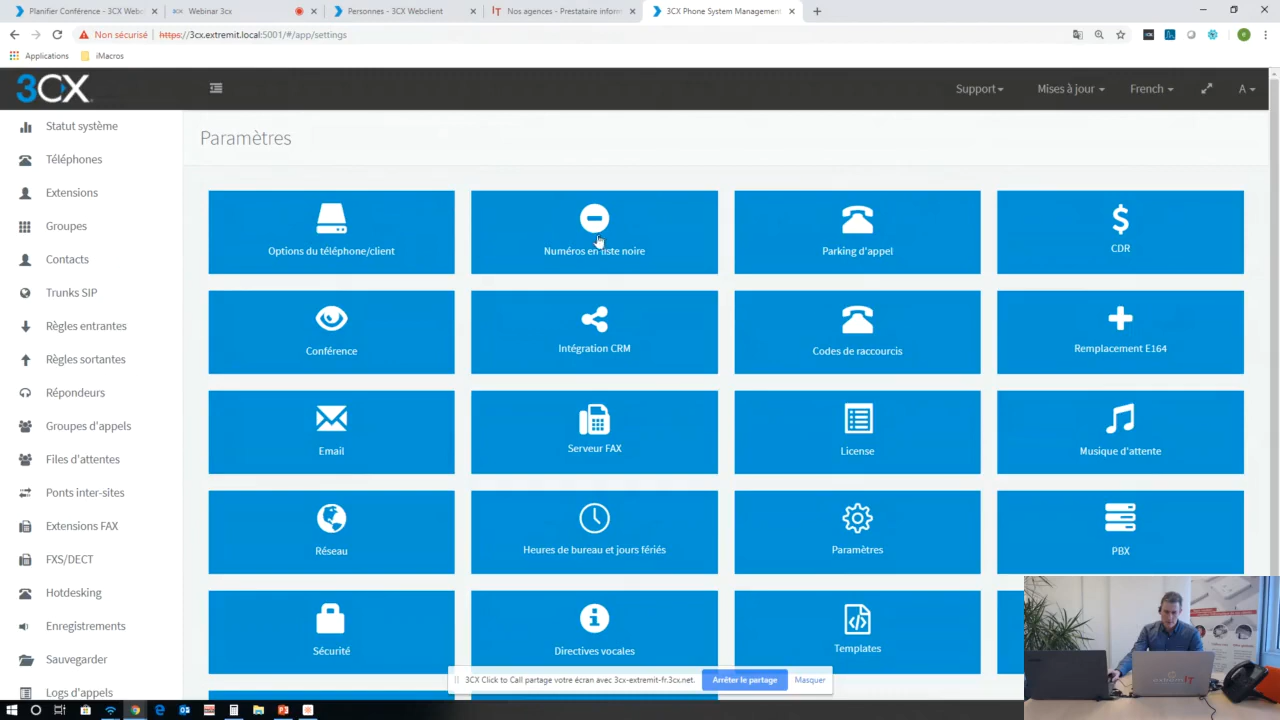 Planifier Conférence - 3CX Webc
Webinar 3cx
Personnes - 3CX Webclient
Nos agences - Prestataire inform
3CX Phone System Management
Non sécurisé
https://3cx.extremit.local:5001/#/app/settings
Applications
iMacros
3CX
Support
Mises à jour
French
A
Statut système
Téléphones
Extensions
Groupes
Contacts
Trunks SIP
Règles entrantes
Règles sortantes
Répondeurs
Groupes d'appels
Files d'attentes
Ponts inter-sites
Extensions FAX
FXS/DECT
Hotdesking
Enregistrements
Sauvegarder
Logs d'appels
Paramètres
Options du téléphone/client
Numéros en liste noire
Parking d'appel
CDR
Conférence
Intégration CRM
Codes de raccourcis
Remplacement E164
Email
Serveur FAX
License
Musique d'attente
Réseau
Heures de bureau et jours fériés
Paramètres
PBX
Sécurité
Directives vocales
Templates
3CX Click to Call partage votre écran avec 3cx-extremit-fr.3cx.net.
Arrêter le partage
Masquer